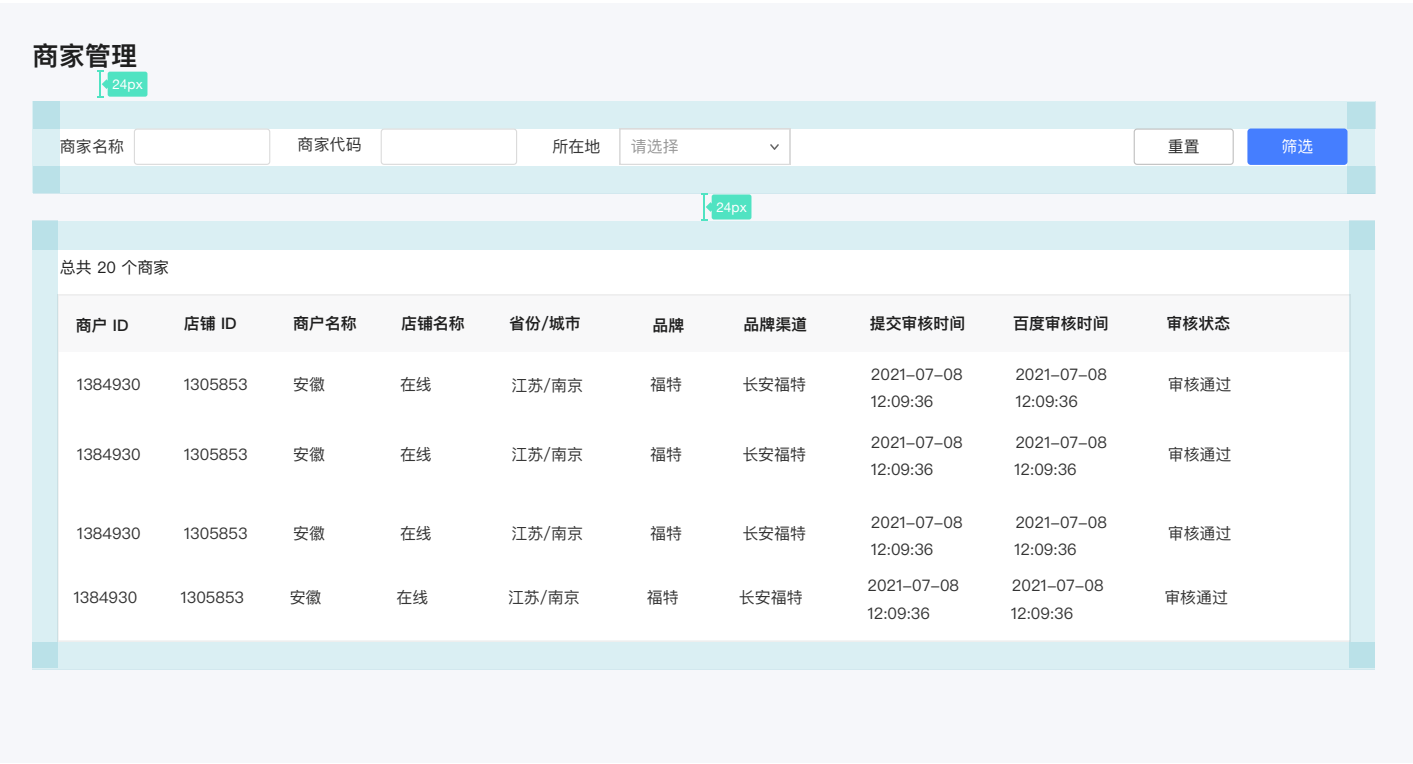 商家管理
24px
商家名称 商家代码 所在地 请选择 重置 筛选
24px
总共 20 个商家
商户 ID 店铺 ID 商户名称 店铺名称 省份/城市 品牌 品牌渠道 提交审核时间 百度审核时间 审核状态
1384930 1305853 安徽 在线 江苏/南京 福特 长安福特 2021-07-08 12:09:36 2021-07-08 12:09:36 审核通过
1384930 1305853 安徽 在线 江苏/南京 福特 长安福特 2021-07-08 12:09:36 2021-07-08 12:09:36 审核通过
1384930 1305853 安徽 在线 江苏/南京 福特 长安福特 2021-07-08 12:09:36 2021-07-08 12:09:36 审核通过
1384930 1305853 安徽 在线 江苏/南京 福特 长安福特 2021-07-08 12:09:36 2021-07-08 12:09:36 审核通过